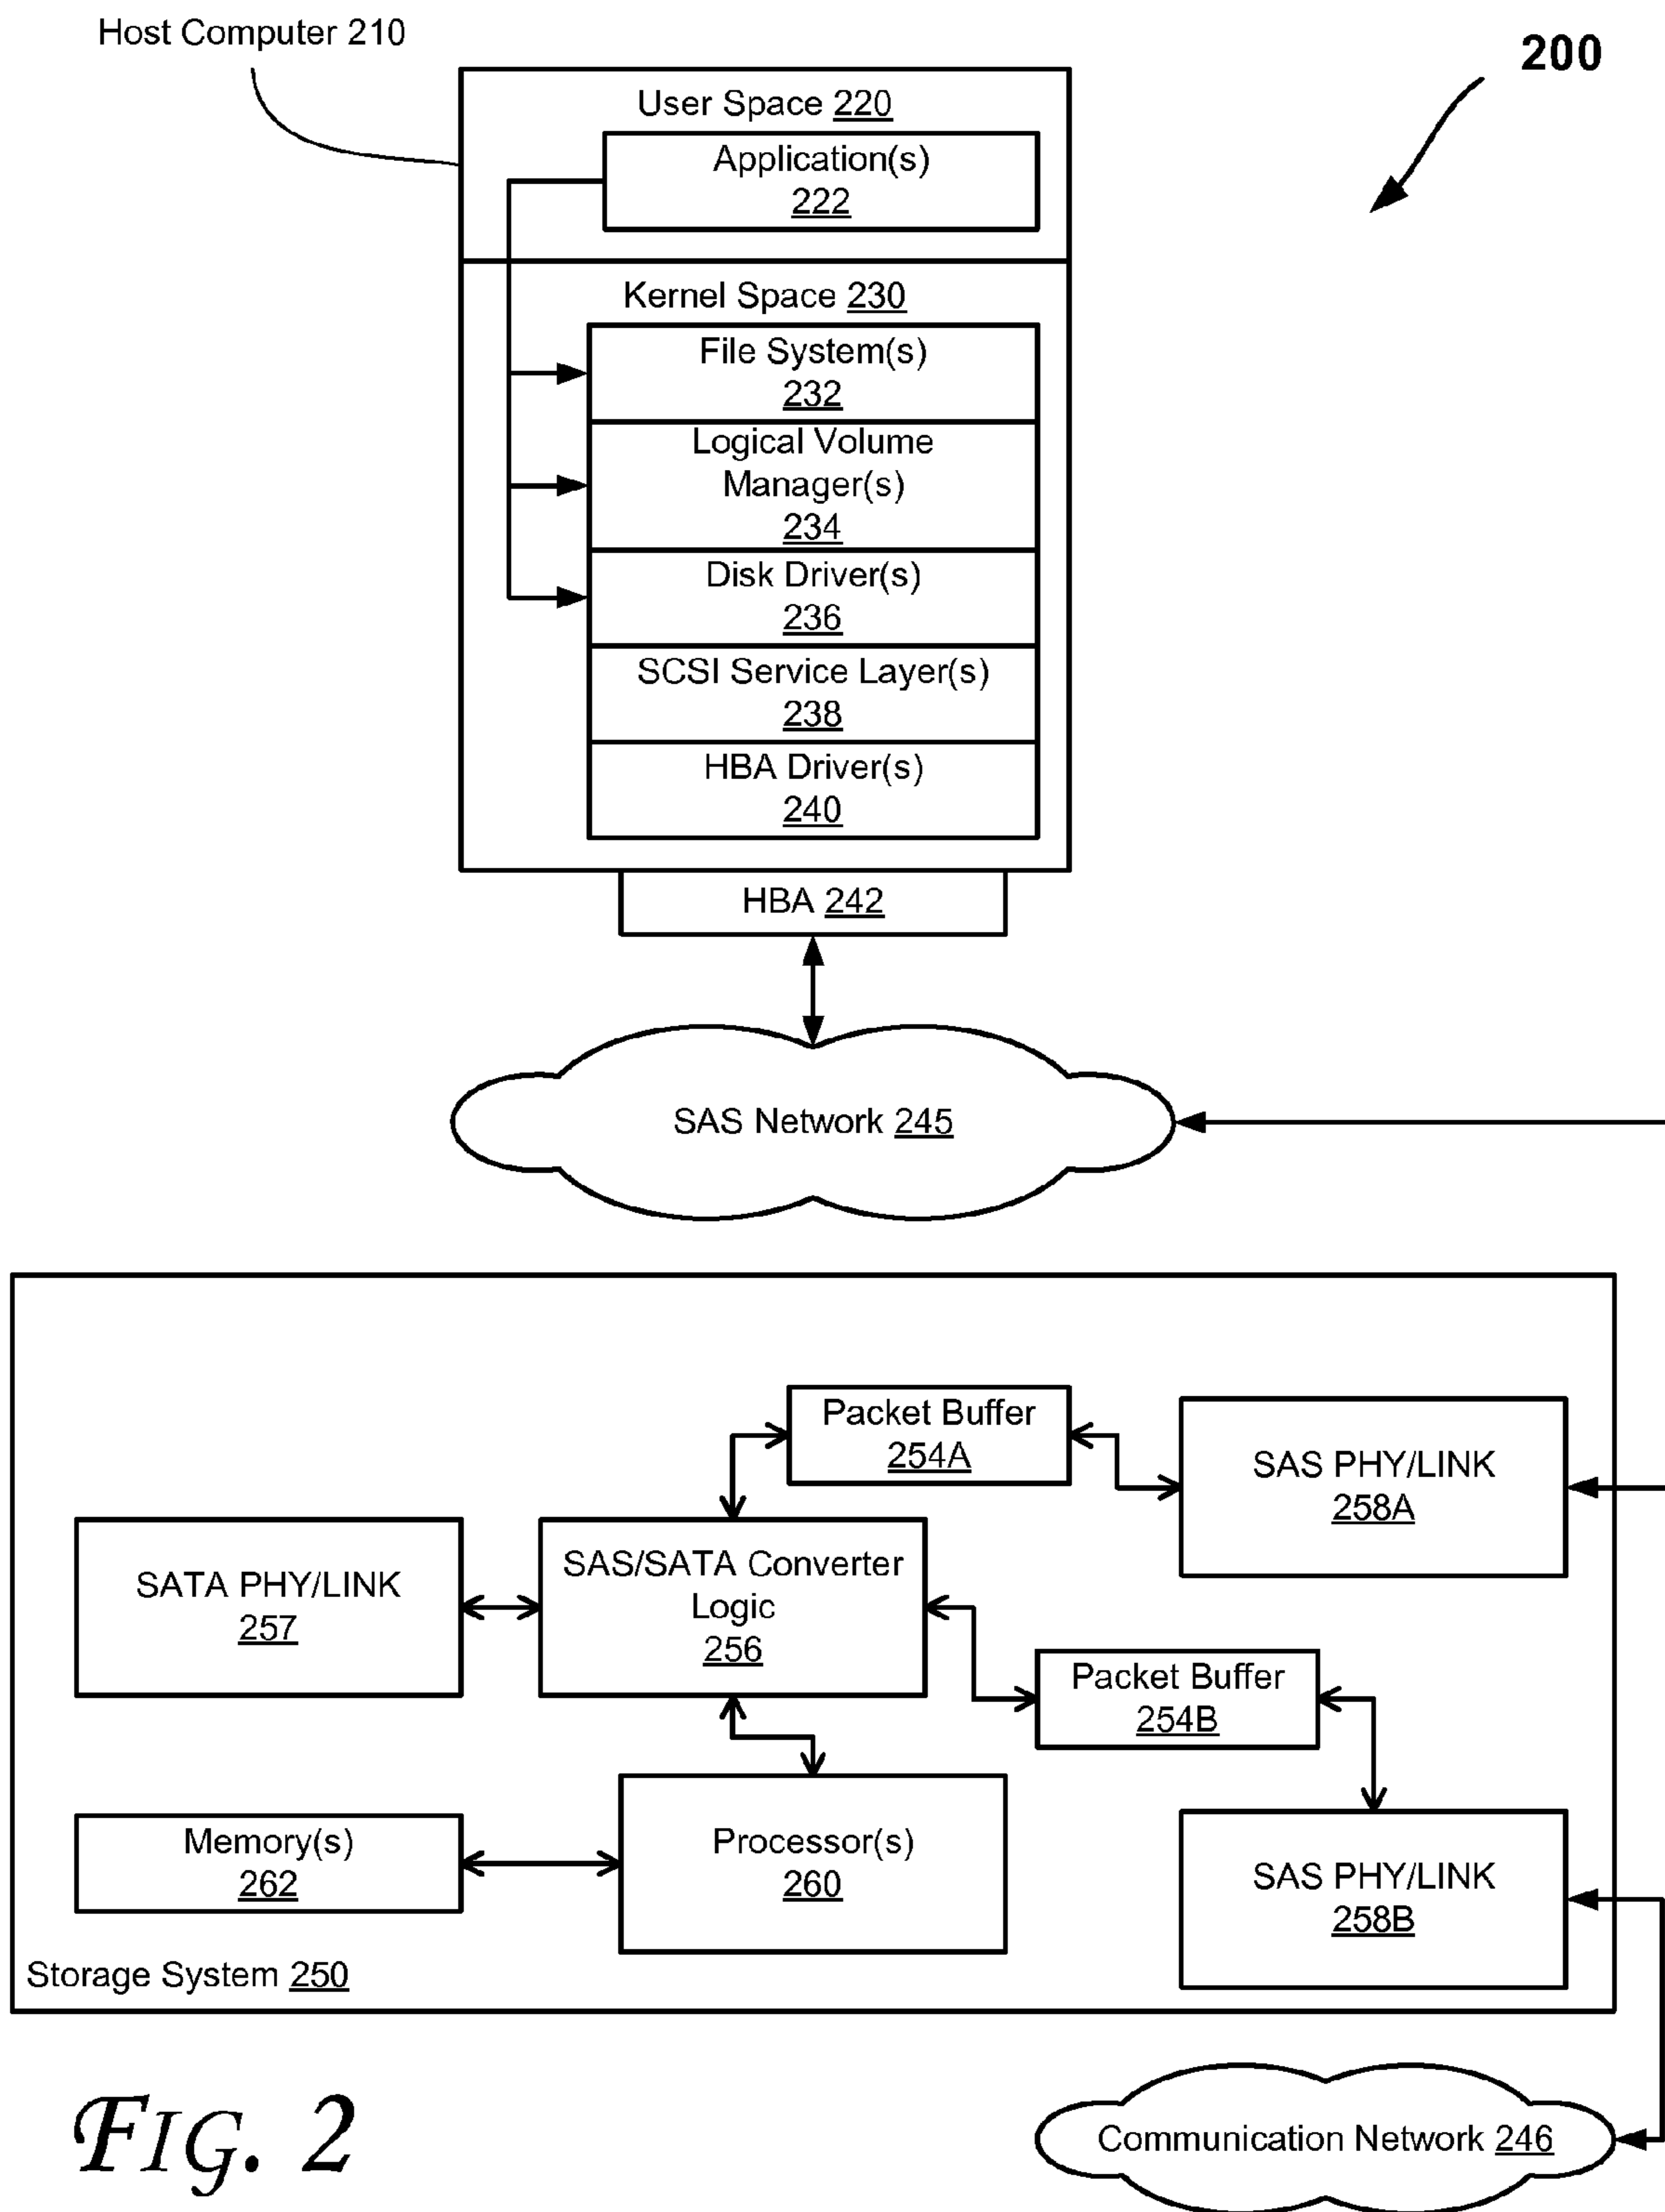 Host Computer 210
200
User Space 220
Application(s)
222
Kernel Space 230
File System(s)
232
Logical Volume
Manager(s)
234
Disk Driver(s)
236
SCSI Service Layer(s)
238
HBA Driver(s)
240
HBA 242
SAS Network 245
Packet Buffer
254A
SAS PHY/LINK
258A
SATA PHY/LINK
257
SAS/SATA Converter
Logic
256
Packet Buffer
254B
Memory(s)
262
Processor(s)
260
SAS PHY/LINK
258B
Storage System 250
Communication Network 246
FIG. 2